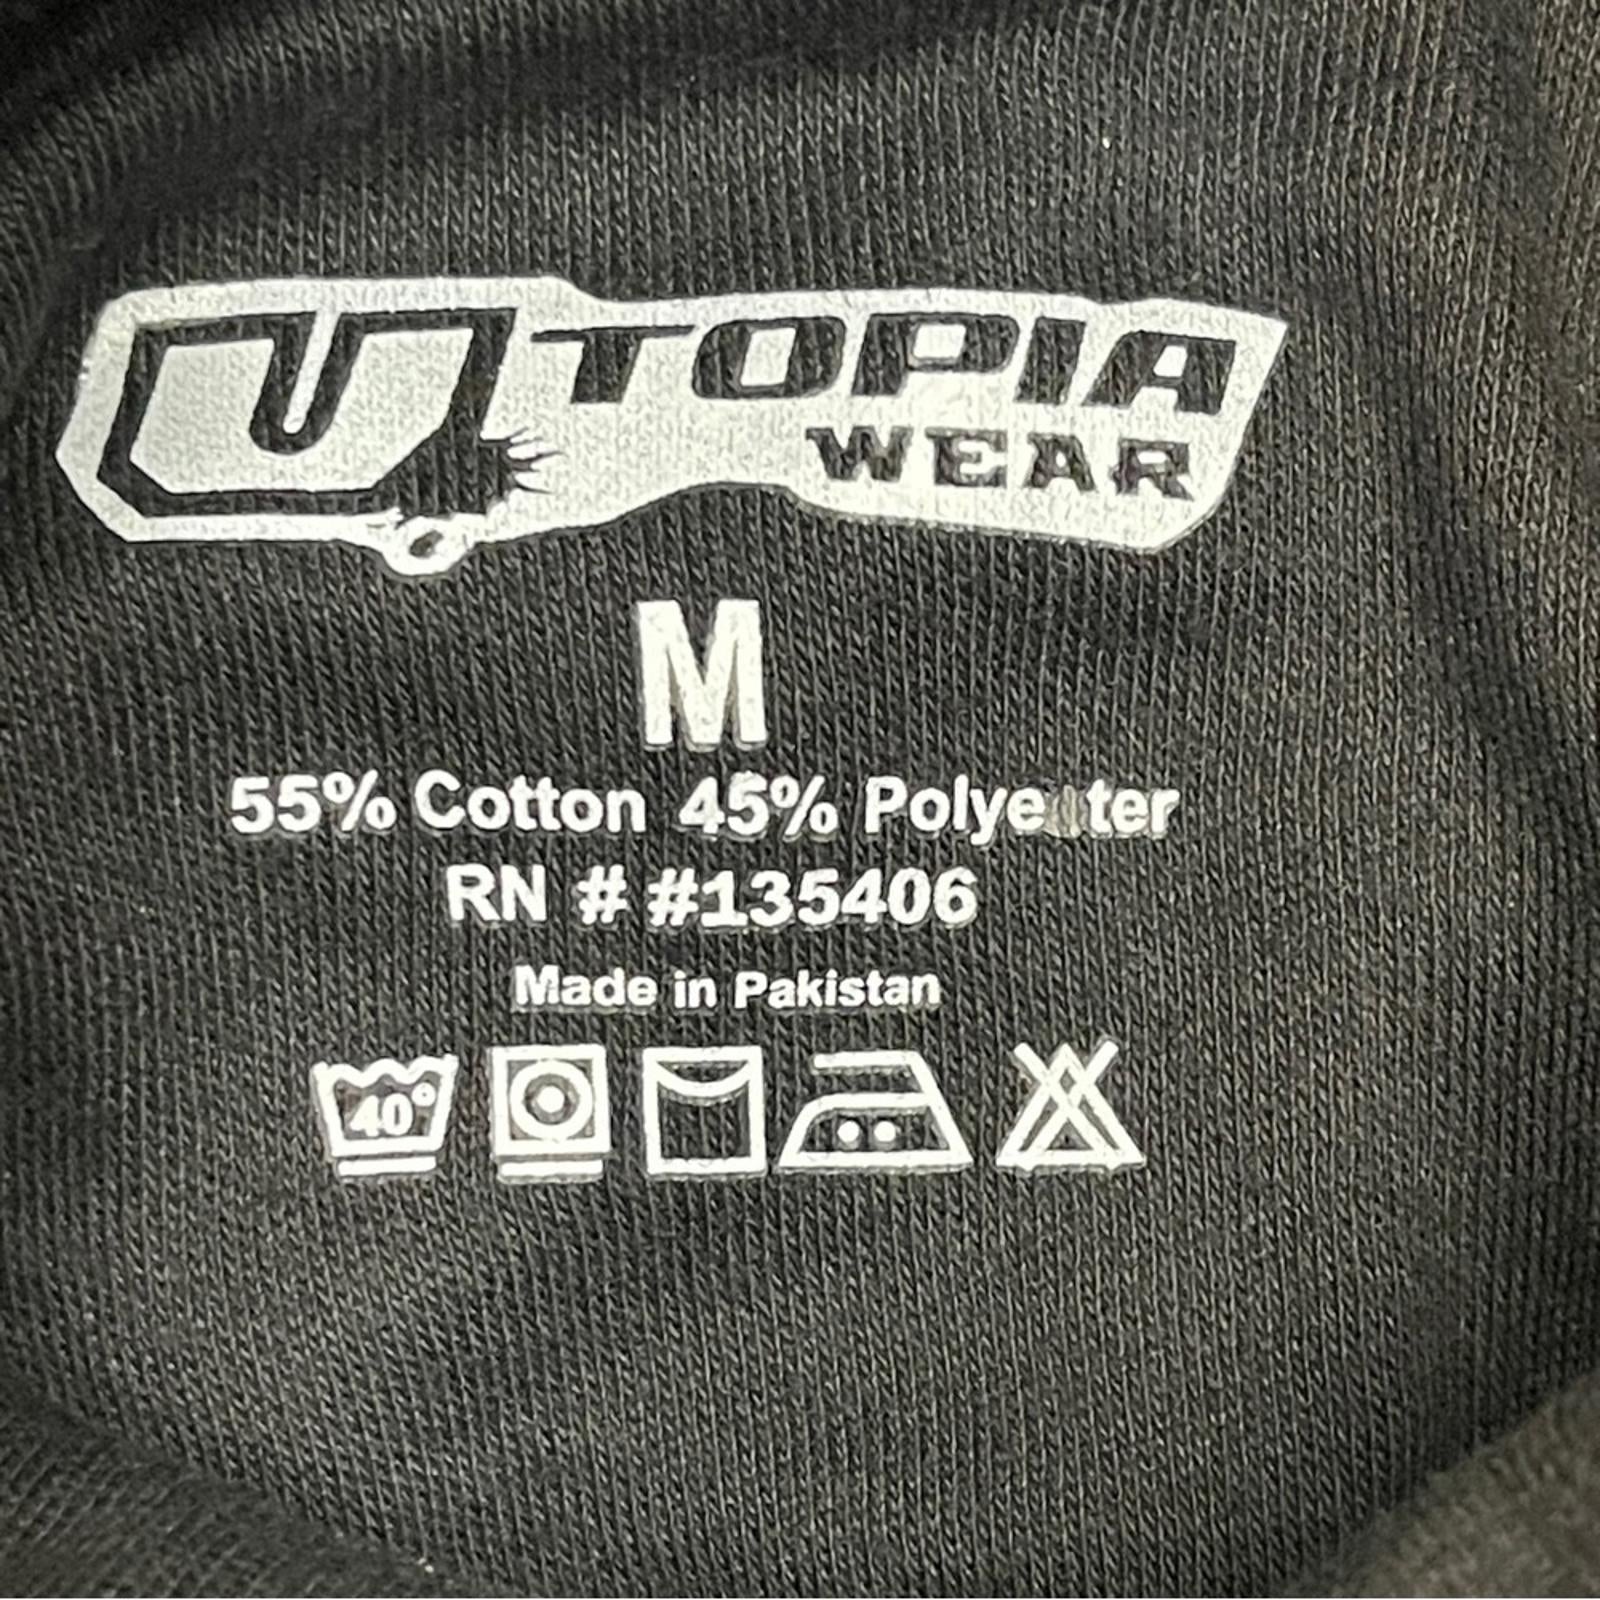 UTOPIA
WEAR
M
55% Cotton 45% Polyester
RN # #135406
Made in Pakistan
40°